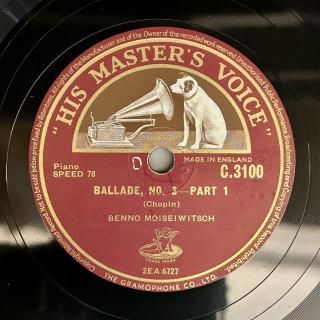 "HIS MASTER'S VOICE"
Piano
SPEED 78
MADE IN ENGLAND
C.3100
BALLADE, NO. 3—PART 1
(Chopin)
BENNO MOISEIWITSCH
TRADE MARK
2EA 6727
THE GRAMOPHONE CO., LTD.